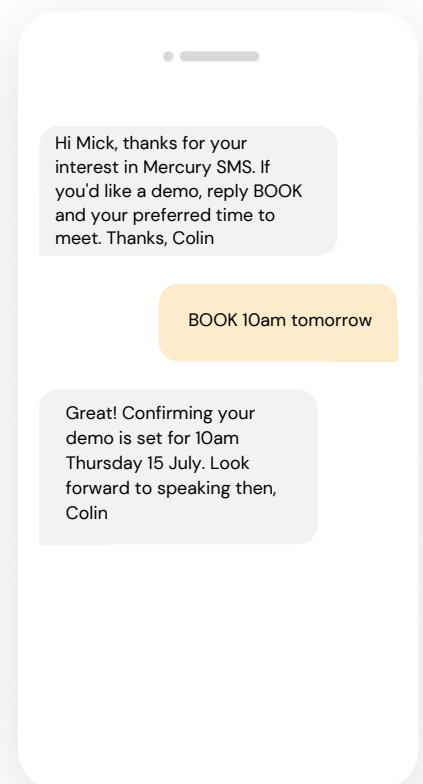 Hi Mick, thanks for your
interest in Mercury SMS. If
you'd like a demo, reply BOOK
and your preferred time to
meet. Thanks, Colin
BOOK 10am tomorrow
Great! Confirming your
demo is set for 10am
Thursday 15 July. Look
forward to speaking then,
Colin